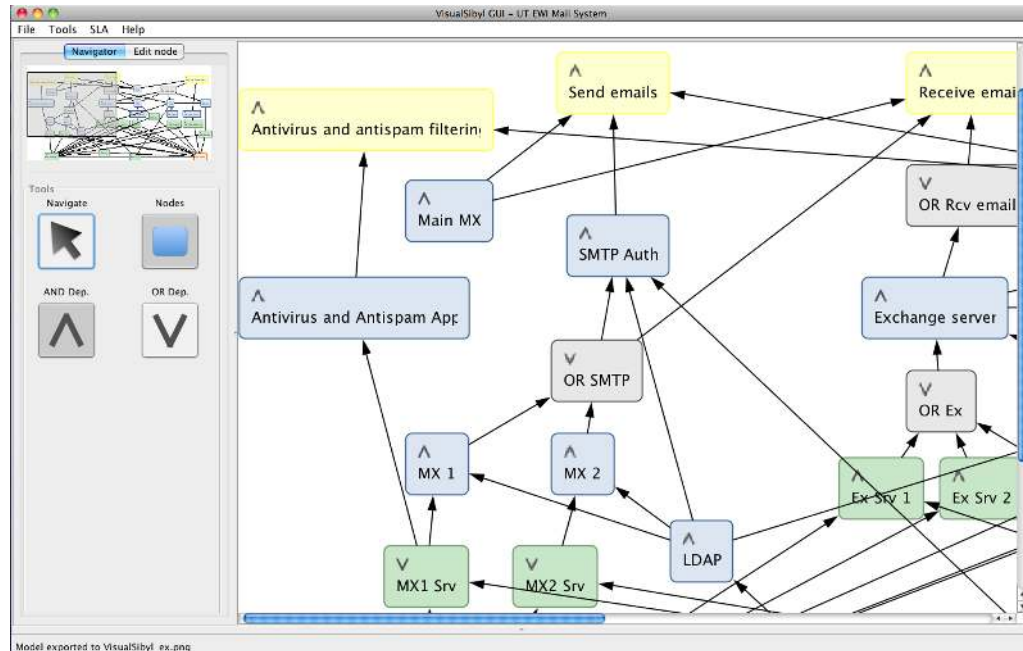 VisualSibyl GUI – UT EWI Mail System
File Tools SLA Help
Navigator Edit node
Tools
Navigate Nodes
AND Dep. OR Dep.
Send emails
Receive emai
Antivirus and antispam filtering
Main MX
OR Rcv email
SMTP Auth
Antivirus and Antispam App
Exchange server
OR SMTP
OR Ex
MX 1
MX 2
Ex Srv 1
Ex Srv 2
LDAP
MX1 Srv
MX2 Srv
Model exported to VisualSibyl_ex.png